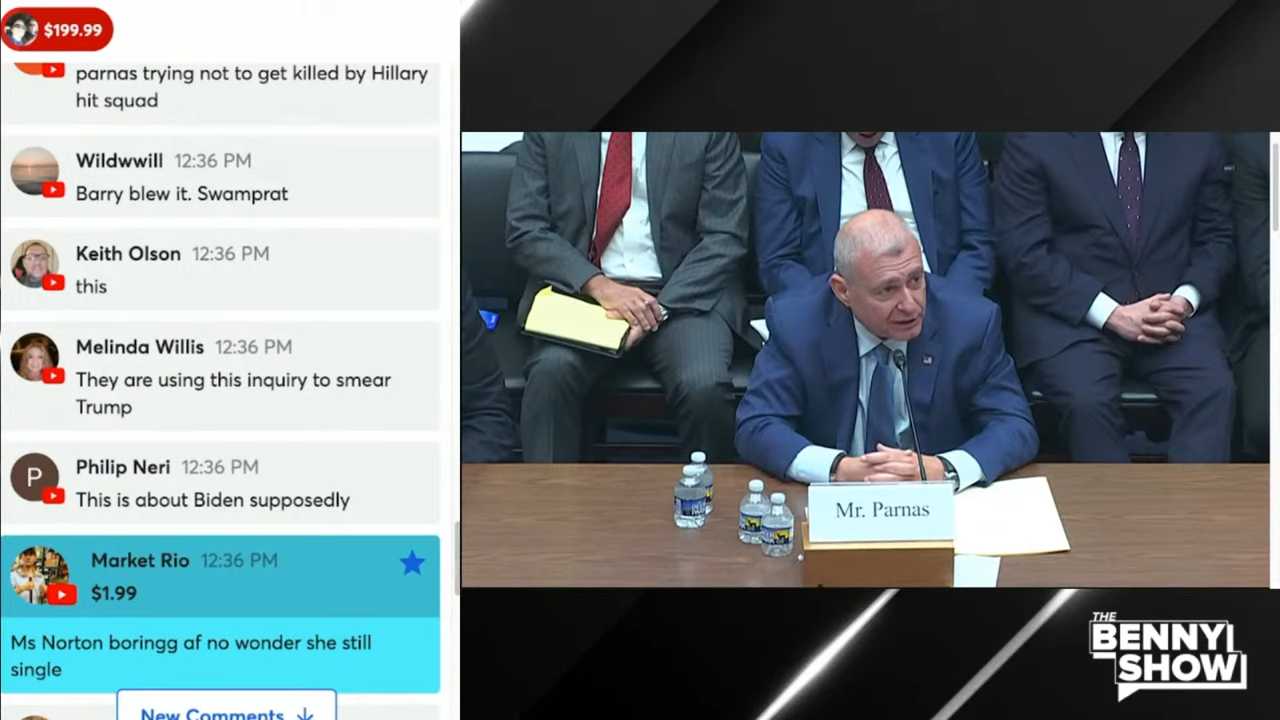 $199.99
parnas trying not to get killed by Hillary
hit squad
Wildwwill 12:36 PM
Barry blew it. Swamprat
Keith Olson 12:36 PM
this
Melinda Willis 12:36 PM
They are using this inquiry to smear
Trump
P
Philip Neri 12:36 PM
This is about Biden supposedly
Market Rio 12:36 PM
$1.99
Ms Norton boringg af no wonder she still
single
New Comments
Mr. Parnas
THE
BENNY
SHOW